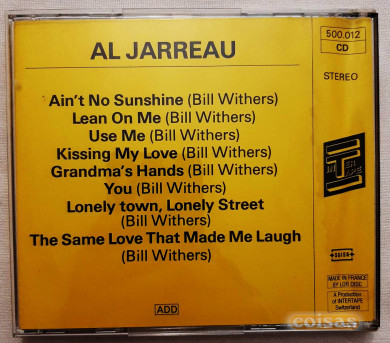 AL JARREAU
500.012
CD
STEREO
Ain't No Sunshine (Bill Withers)
Lean On Me (Bill Withers)
Use Me (Bill Withers)
Kissing My Love (Bill Withers)
Grandma's Hands (Bill Withers)
You (Bill Withers)
Lonely town, Lonely Street
(Bill Withers)
The Same Love That Made Me Laugh
(Bill Withers)
INTER
TAPE
SUISA
MADE IN FRANCE
BY LOR DISC
A Production
of INTERTAPE
Switzerland
ADD
coisas